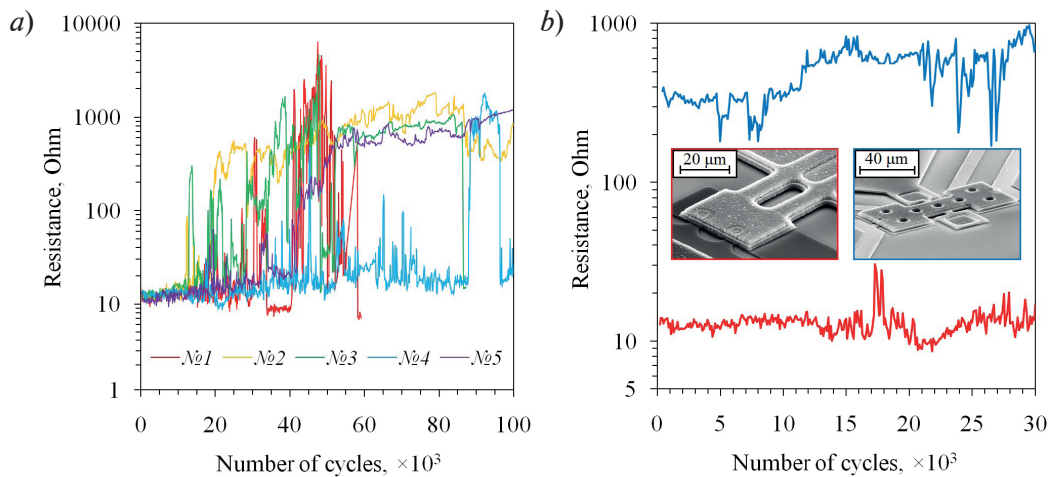 a)
10000
1000
100
10
1
Resistance, Ohm
№1 №2 №3 №4 №5
0 20 40 60 80 100
Number of cycles, ×10³
b)
1000
100
10
5
Resistance, Ohm
20 μm
40 μm
0 5 10 15 20 25 30
Number of cycles, ×10³